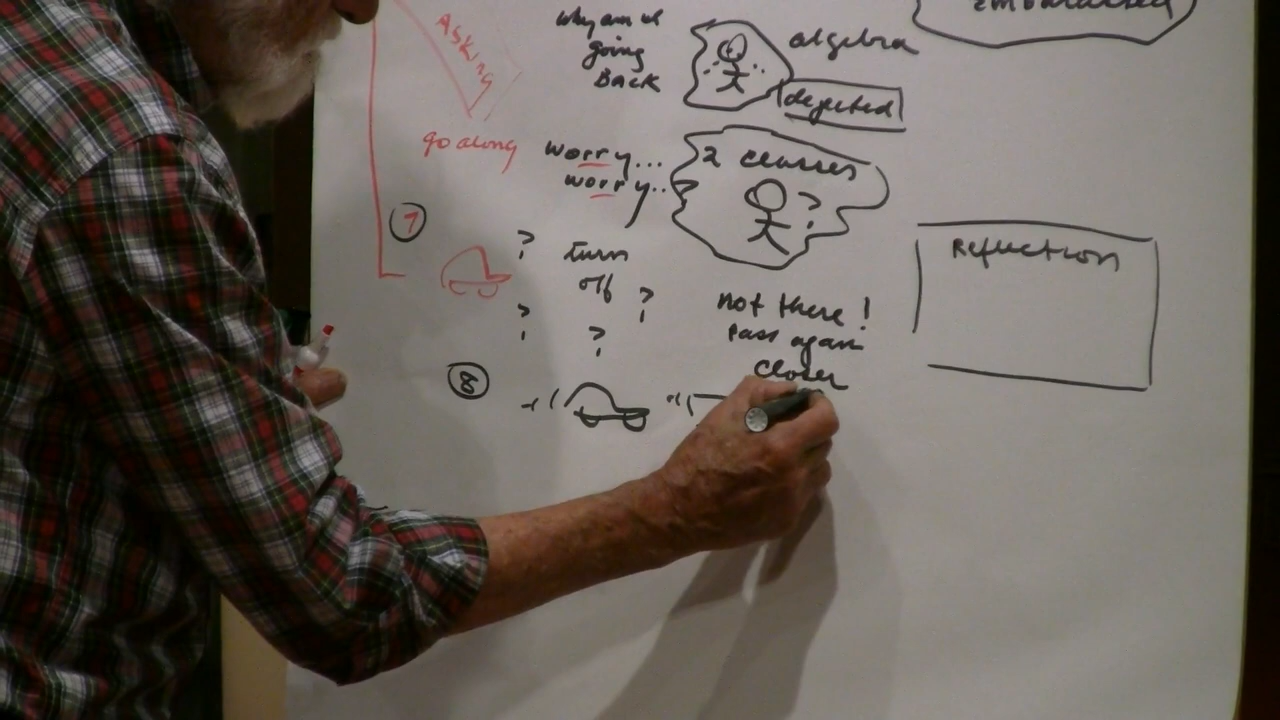 embarrassed
ASKING
why am I
going
BACK
algebra
dejected
go along
worry...
worry..
2 classes
?
7
?
turn
off
?
?
?
Reflection
not there!
pass again
closer
8